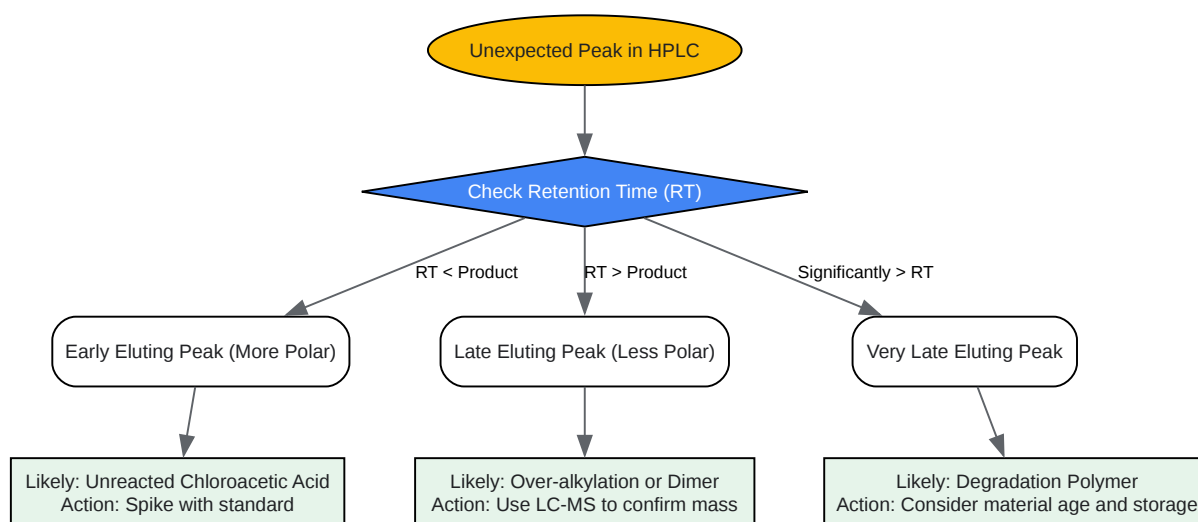 Unexpected Peak in HPLC
Check Retention Time (RT)
RT < Product
RT > Product
Significantly > RT
Early Eluting Peak (More Polar)
Late Eluting Peak (Less Polar)
Very Late Eluting Peak
Likely: Unreacted Chloroacetic Acid
Action: Spike with standard
Likely: Over-alkylation or Dimer
Action: Use LC-MS to confirm mass
Likely: Degradation Polymer
Action: Consider material age and storage